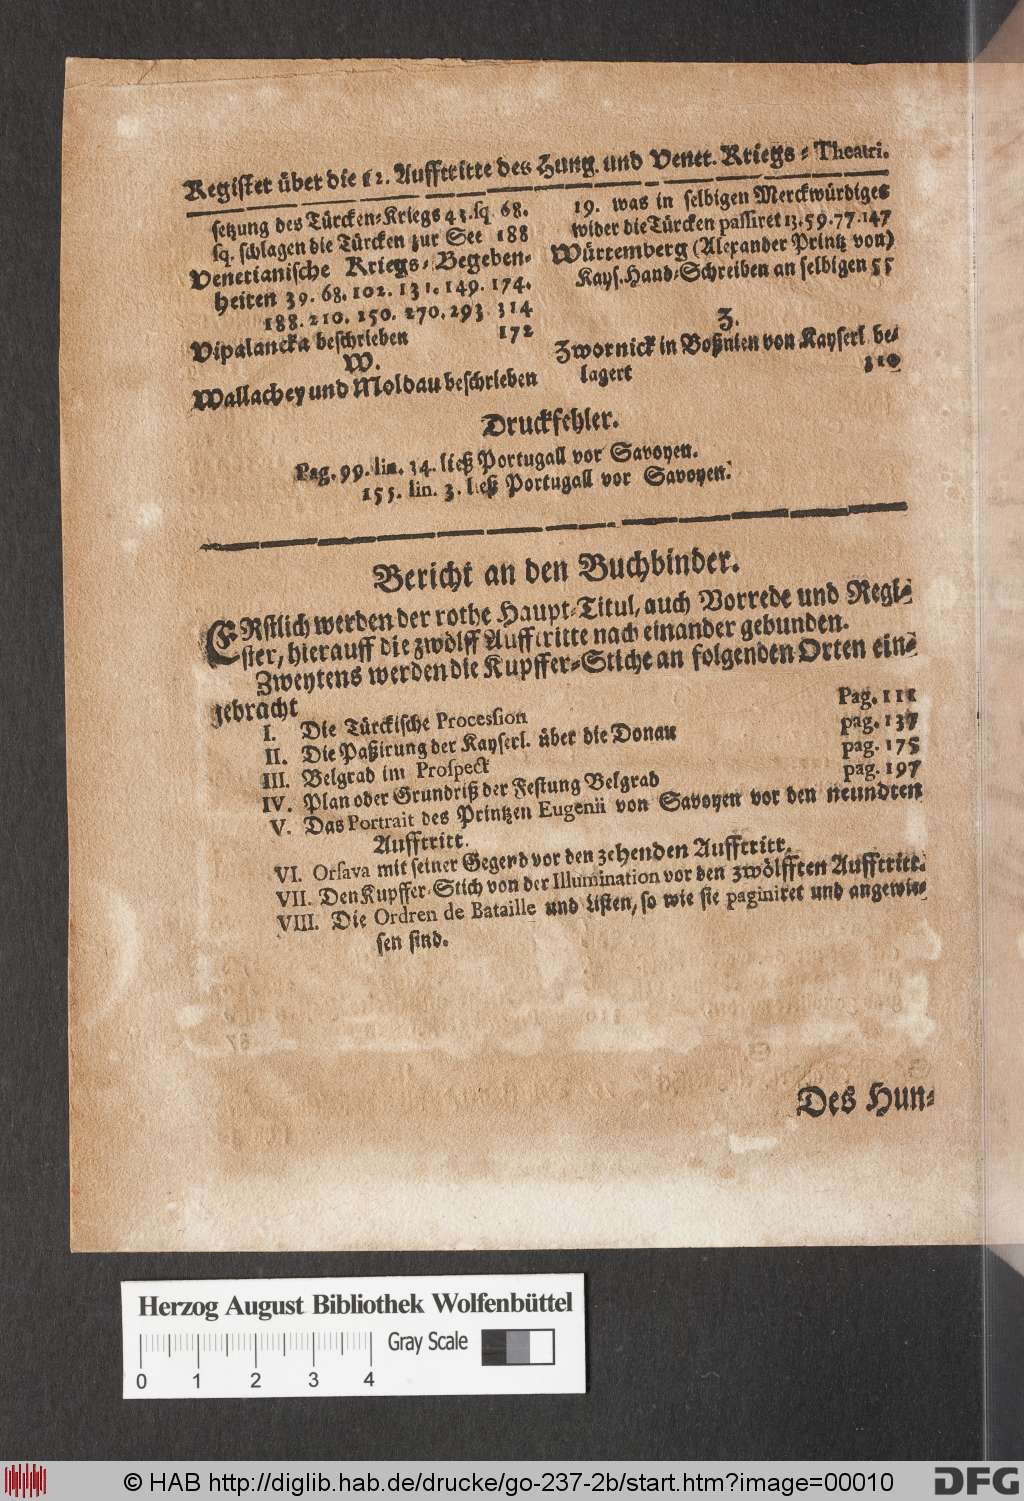 Register über die 12. Aufftritte des Hung. und Venet. Kriegs-Theatri.
setzung des Türcken-Kriegs 43. sq. 68.
sq. schlagen die Türcken zur See 188
Venetianische Kriegs-Begeben-
heiten 39. 68. 102. 131. 149. 174.
188. 210. 250. 270. 293 314
Vipalancka beschrieben 172
W.
Wallachey und Moldau beschrieben
19. was in selbigen Merckwürdiges
wider die Türcken passiret 13. 59. 77. 147
Würtemberg (Alexander Printz von)
Kays. Hand-Schreiben an selbigen 55
Z.
Zwornick in Boßnien von Kayserl be-
lagert 310
Druckfehler.
Pag. 99. lin. 34. ließ Portugall vor Savoyen.
155. lin. 3. ließ Portugall vor Savoyen.
Bericht an den Buchbinder.
ERstlich werden der rothe Haupt-Titul, auch Vorrede und Regi-
ster, hierauff die zwölff Aufftritte nach einander gebunden.
Zweytens werden die Kupffer-Stiche an folgenden Orten ein-
gebracht
I. Die Türckische Procession Pag. 111
II. Die Paßirung der Kayserl. über die Donau pag. 137
III. Belgrad im Prospect pag. 175
IV. Plan oder Grundriß der Festung Belgrad pag. 197
V. Das Portrait des Printzen Eugenii von Savoyen vor den neundten
Aufftritt.
VI. Orsava mit seiner Gegend vor den zehenden Aufftritt.
VII. Den Kupffer-Stich von der Illumination vor den zwölfften Aufftritt.
VIII. Die Ordren de Bataille und Listen, so wie sie paginiret und angewie-
sen sind.
Des Hun-
Herzog August Bibliothek Wolfenbüttel
Gray Scale
0 1 2 3 4
© HAB http://diglib.hab.de/drucke/go-237-2b/start.htm?image=00010
DFG